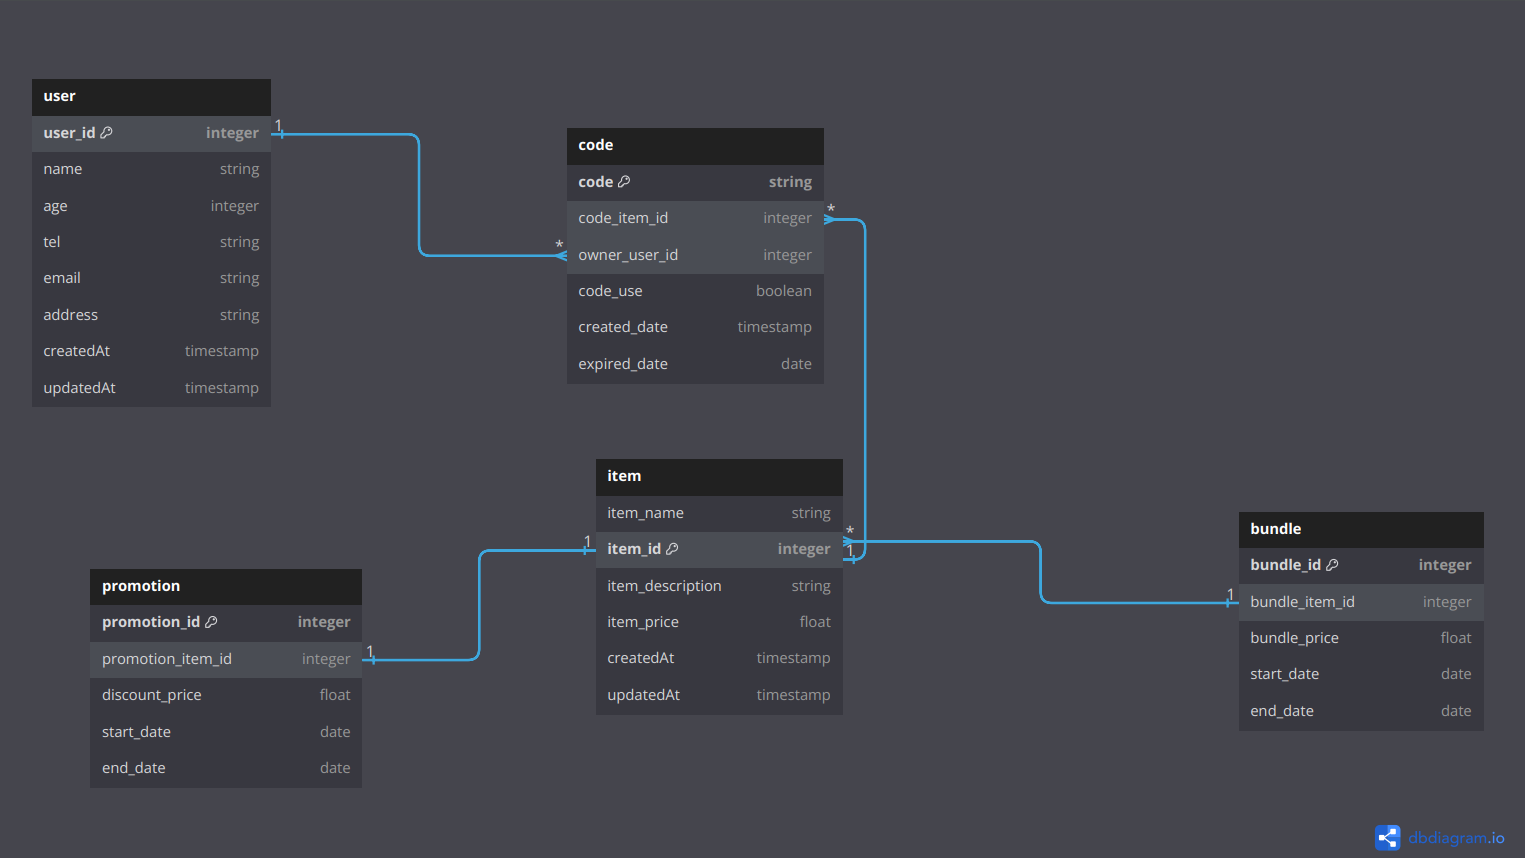 user
user_id integer
name string
age integer
tel string
email string
address string
createdAt timestamp
updatedAt timestamp
1
*
code
code string
code_item_id integer
owner_user_id integer
code_use boolean
created_date timestamp
expired_date date
*
1
item
item_name string
item_id integer
item_description string
item_price float
createdAt timestamp
updatedAt timestamp
*
1
1
promotion
promotion_id integer
promotion_item_id integer
discount_price float
start_date date
end_date date
1
bundle
bundle_id integer
bundle_item_id integer
bundle_price float
start_date date
end_date date
dbdiagram.io